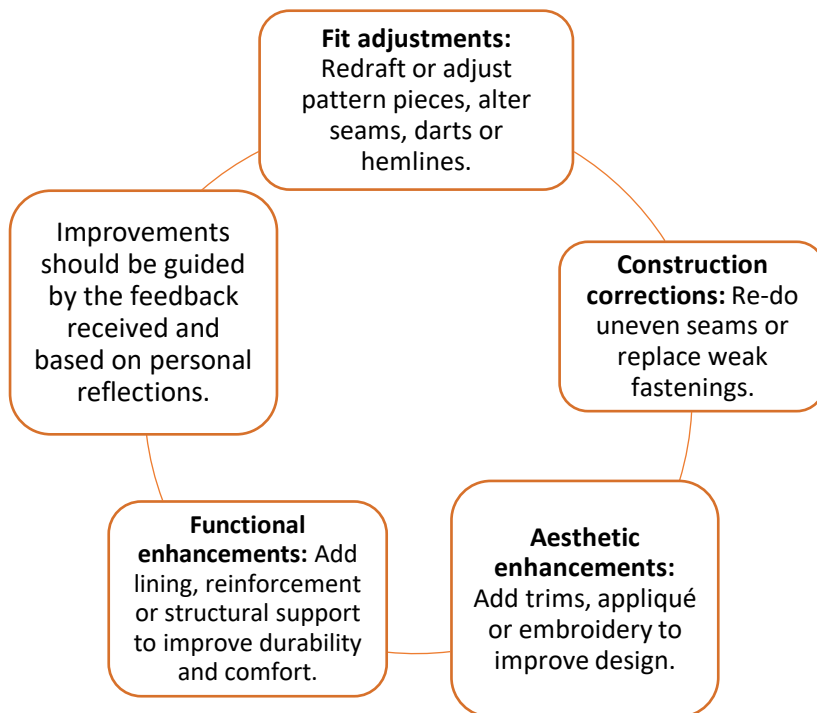 Fit adjustments:
Redraft or adjust
pattern pieces, alter
seams, darts or
hemlines.
Construction
corrections: Re-do
uneven seams or
replace weak
fastenings.
Aesthetic
enhancements:
Add trims, appliqué
or embroidery to
improve design.
Functional
enhancements: Add
lining, reinforcement
or structural support
to improve durability
and comfort.
Improvements
should be guided
by the feedback
received and
based on personal
reflections.